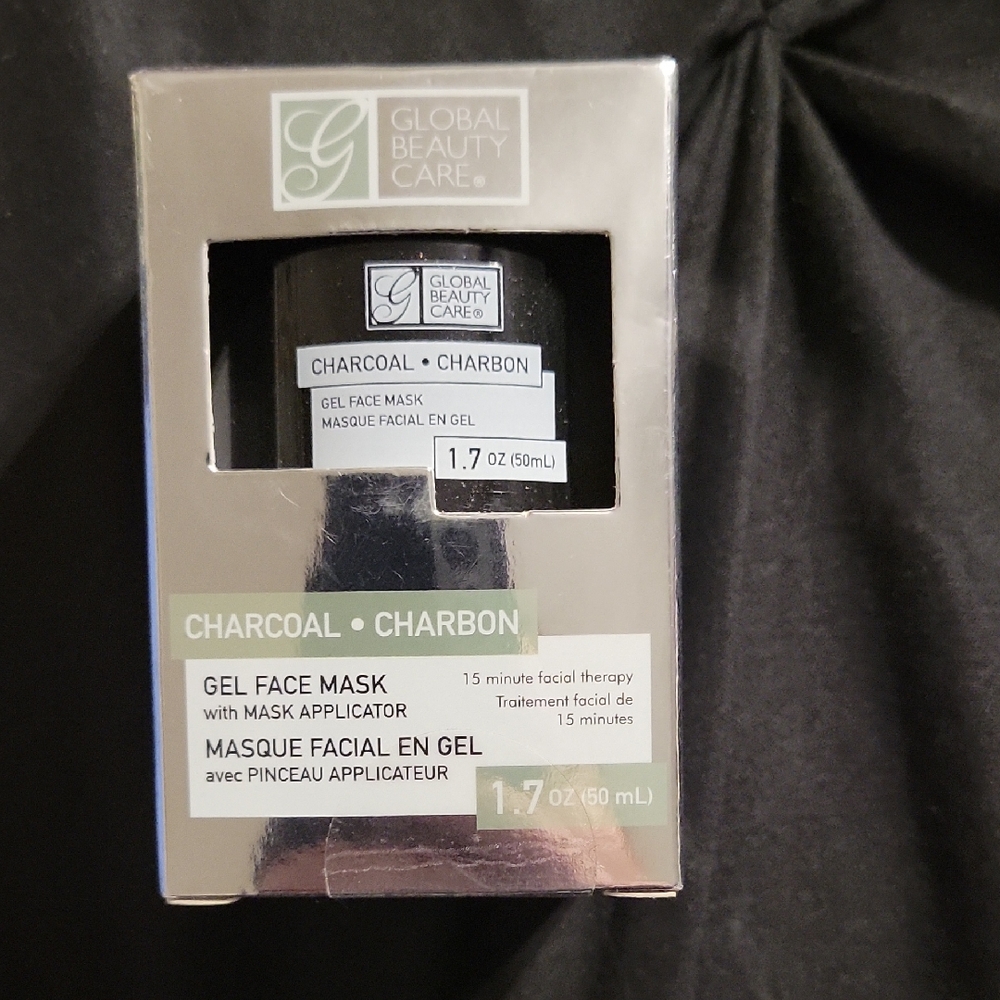 G
GLOBAL
BEAUTY
CARE®
G
GLOBAL
BEAUTY
CARE®
CHARCOAL • CHARBON
GEL FACE MASK
MASQUE FACIAL EN GEL
1.7 OZ (50mL)
CHARCOAL • CHARBON
GEL FACE MASK
with MASK APPLICATOR
MASQUE FACIAL EN GEL
avec PINCEAU APPLICATEUR
15 minute facial therapy
Traitement facial de
15 minutes
1.7 OZ (50 mL)